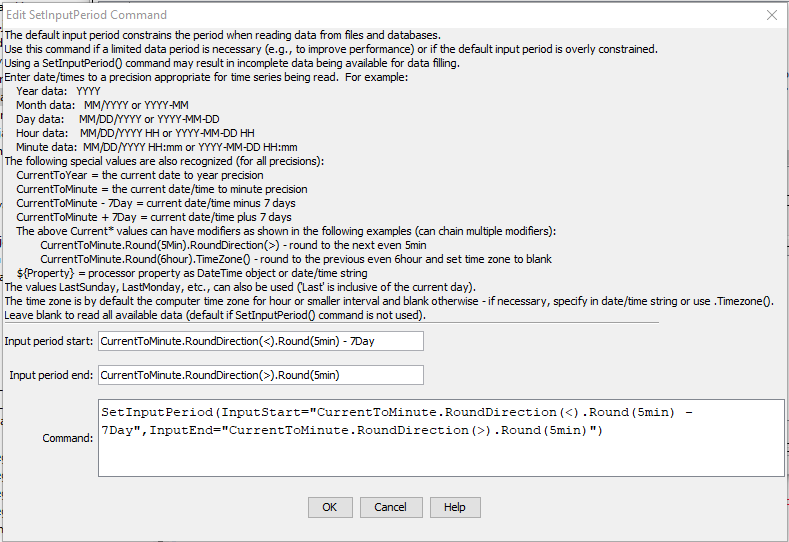 Edit SetInputPeriod Command
The default input period constrains the period when reading data from files and databases.
Use this command if a limited data period is necessary (e.g., to improve performance) or if the default input period is overly constrained.
Using a SetInputPeriod() command may result in incomplete data being available for data filling.
Enter date/times to a precision appropriate for time series being read.  For example:
Year data:   YYYY
Month data:  MM/YYYY or YYYY-MM
Day data:     MM/DD/YYYY or YYYY-MM-DD
Hour data:    MM/DD/YYYY HH or YYYY-MM-DD HH
Minute data:  MM/DD/YYYY HH:mm or YYYY-MM-DD HH:mm
The following special values are also recognized (for all precisions):
CurrentToYear = the current date to year precision
CurrentToMinute = the current date/time to minute precision
CurrentToMinute - 7Day = current date/time minus 7 days
CurrentToMinute + 7Day = current date/time plus 7 days
The above Current* values can have modifiers as shown in the following examples (can chain multiple modifiers):
CurrentToMinute.Round(5Min).RoundDirection(>) - round to the next even 5min
CurrentToMinute.Round(6hour).TimeZone() - round to the previous even 6hour and set time zone to blank
${Property} = processor property as DateTime object or date/time string
The values LastSunday, LastMonday, etc., can also be used ('Last' is inclusive of the current day).
The time zone is by default the computer time zone for hour or smaller interval and blank otherwise - if necessary, specify in date/time string or use .Timezone().
Leave blank to read all available data (default if SetInputPeriod() command is not used).
Input period start: CurrentToMinute.RoundDirection(<).Round(5min) - 7Day
Input period end: CurrentToMinute.RoundDirection(>).Round(5min)
Command: SetInputPeriod(InputStart="CurrentToMinute.RoundDirection(<).Round(5min) -
7Day",InputEnd="CurrentToMinute.RoundDirection(>).Round(5min)")
OK Cancel Help